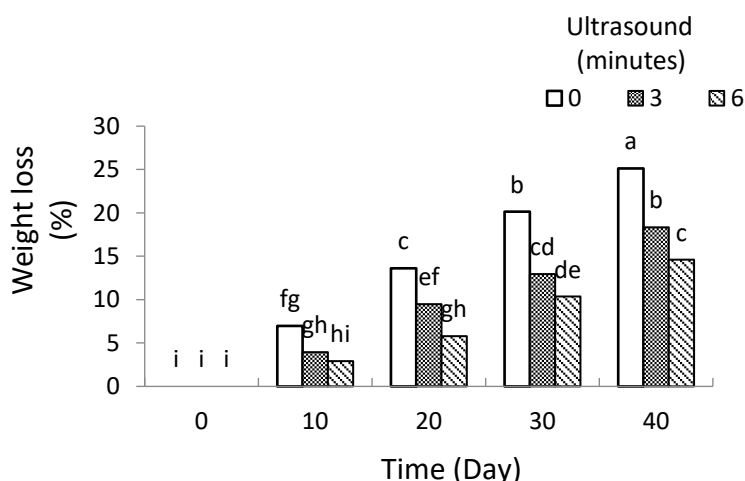 Ultrasound
(minutes)
0 3 6
Weight loss
(%)
30
25
20
15
10
5
0
i i i
fg gh hi
c ef gh
b cd de
a b c
0 10 20 30 40
Time (Day)